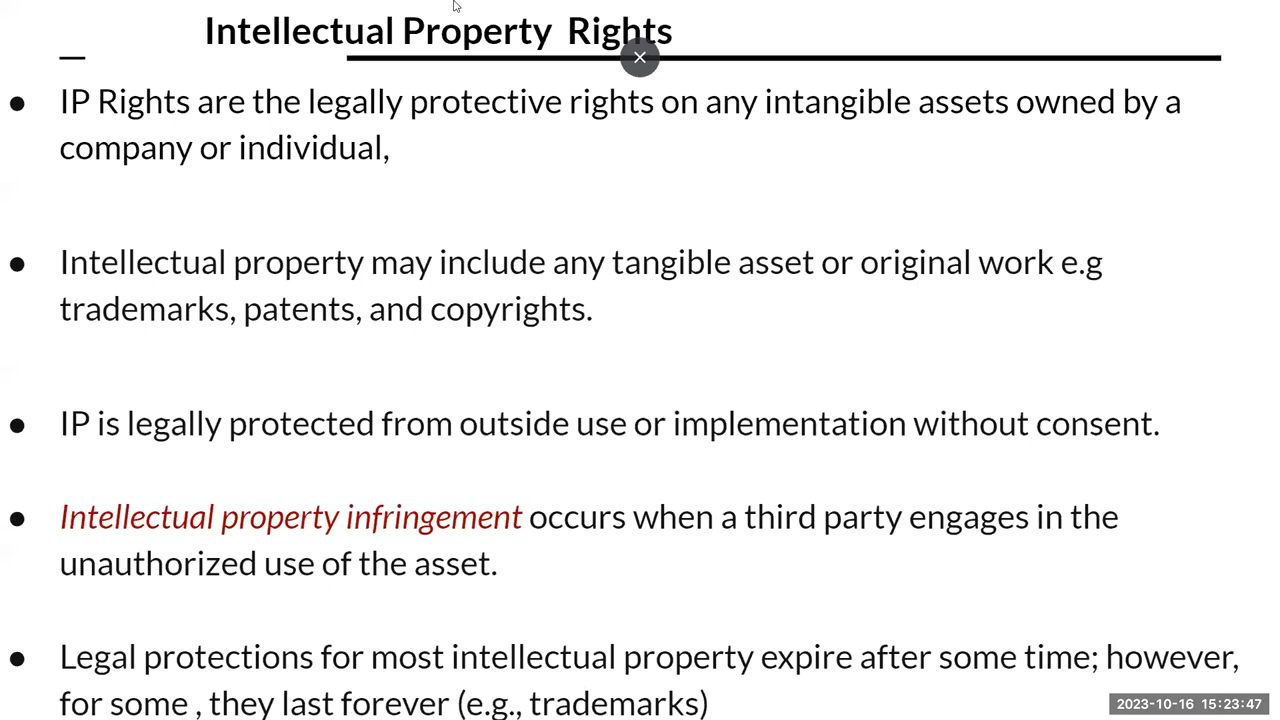 Intellectual Property  Rights
● IP Rights are the legally protective rights on any intangible assets owned by a
company or individual,
● Intellectual property may include any tangible asset or original work e.g
trademarks, patents, and copyrights.
● IP is legally protected from outside use or implementation without consent.
● Intellectual property infringement occurs when a third party engages in the
unauthorized use of the asset.
● Legal protections for most intellectual property expire after some time; however,
for some , they last forever (e.g., trademarks)
2023-10-16 15:23:47